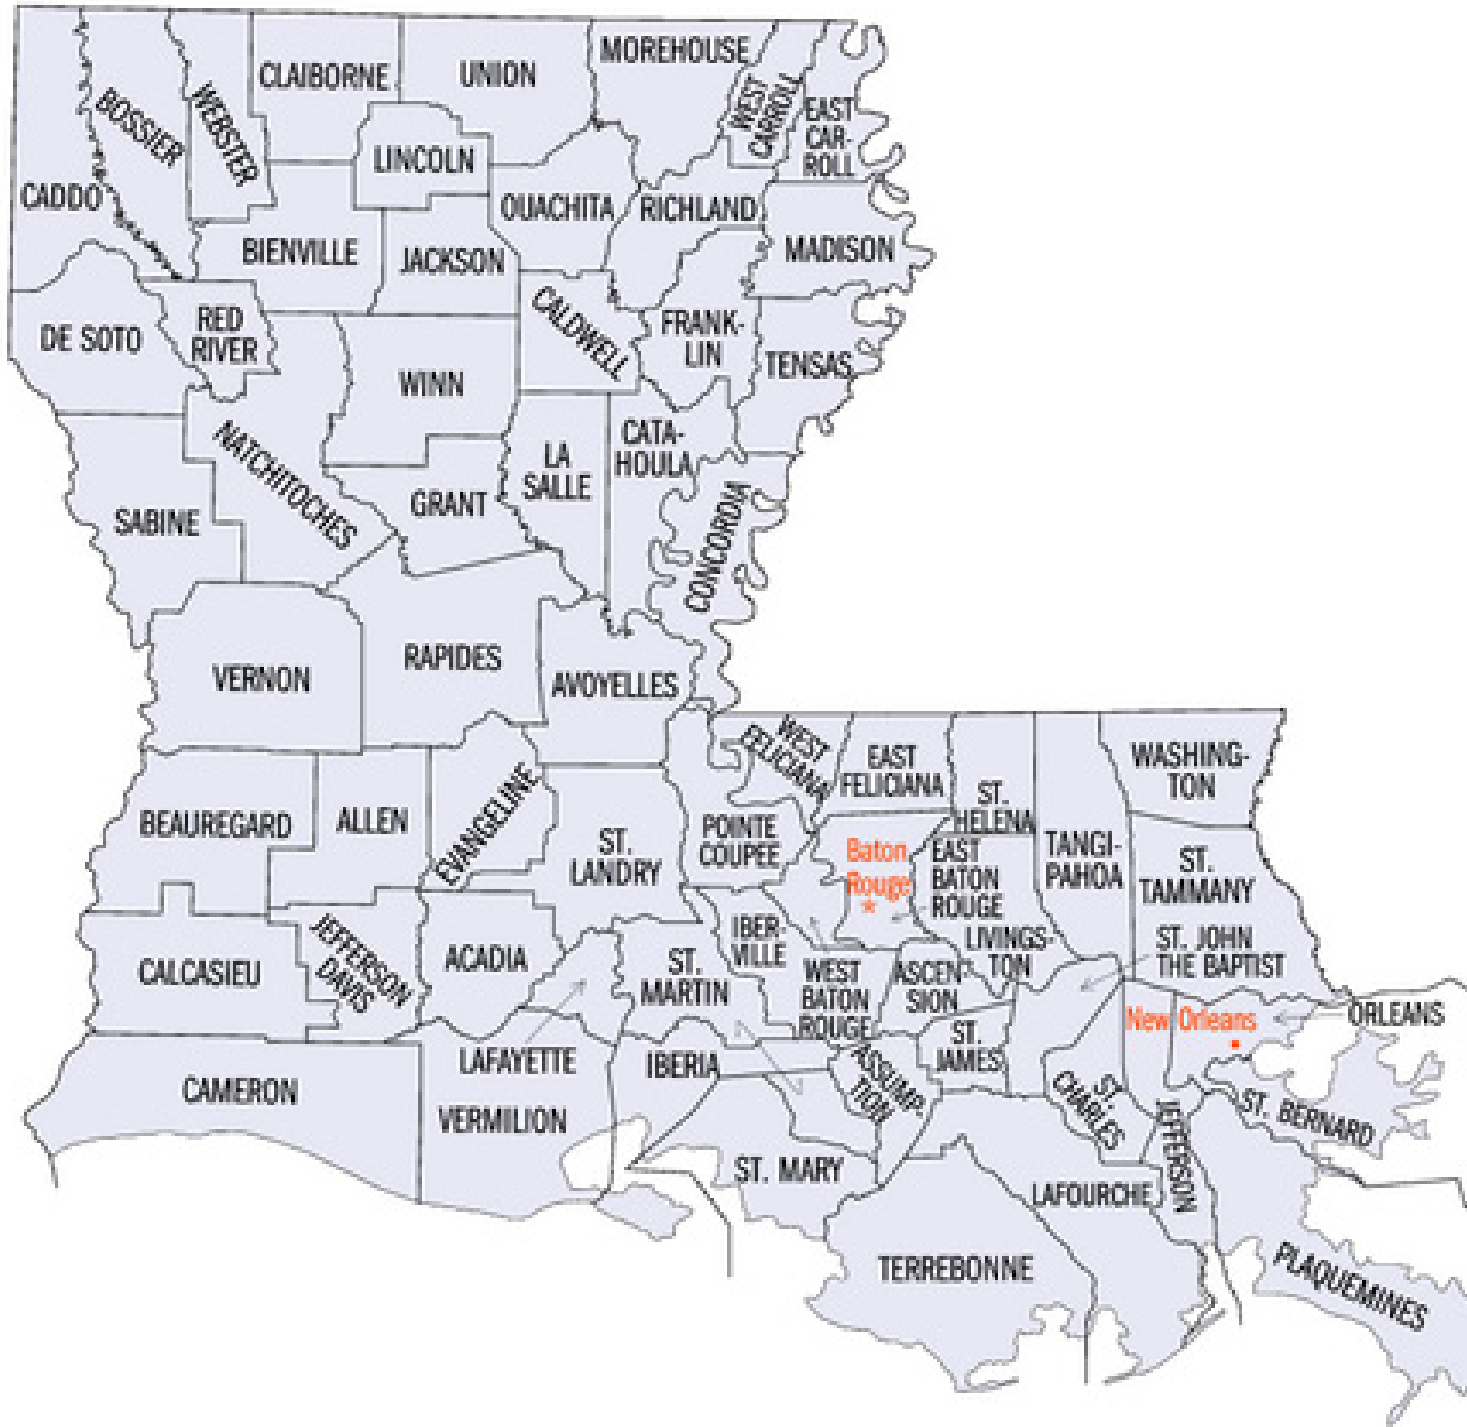 MOREHOUSE
CLAIBORNE
UNION
WEST
CARROLL
EAST
CAR-
ROLL
BOSSIER
WEBSTER
LINCOLN
CADDO
OUACHITA
RICHLAND
BIENVILLE
JACKSON
MADISON
CALDWELL
RED
RIVER
DE SOTO
FRANK-
LIN
TENSAS
WINN
NATCHITOCHES
CATA-
HOULA
LA
SALLE
GRANT
SABINE
CONCORDIA
RAPIDES
VERNON
AVOYELLES
WEST
FELICIANA
EAST
FELICIANA
WASHING-
TON
ST.
HELENA
BEAUREGARD
ALLEN
EVANGELINE
ST.
LANDRY
POINTE
COUPEE
Baton
Rouge
*
EAST
BATON
ROUGE
TANGI-
PAHOA
ST.
TAMMANY
IBER-
VILLE
LIVINGS-
TON
ST. JOHN
THE BAPTIST
JEFFERSON
DAVIS
ACADIA
CALCASIEU
ST.
MARTIN
WEST
BATON
ROUGE
ASCEN-
SION
New Orleans
ORLEANS
ST.
JAMES
LAFAYETTE
IBERIA
ASSUMP-
TION
CAMERON
VERMILION
ST.
CHARLES
JEFFERSON
ST. BERNARD
ST. MARY
LAFOURCHE
TERREBONNE
PLAQUEMINES